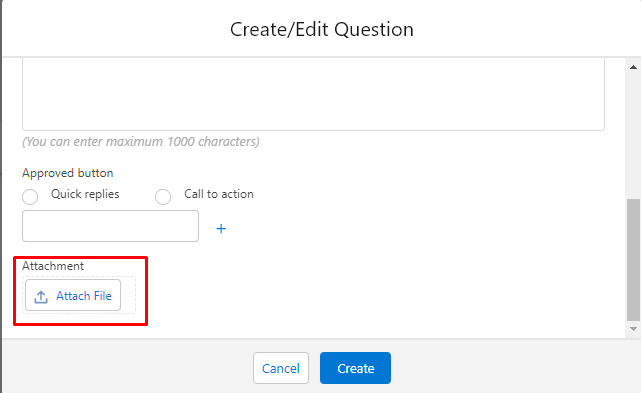 Create/Edit Question
(You can enter maximum 1000 characters)
Approved button
Quick replies Call to action
+
Attachment
Attach File
Cancel Create